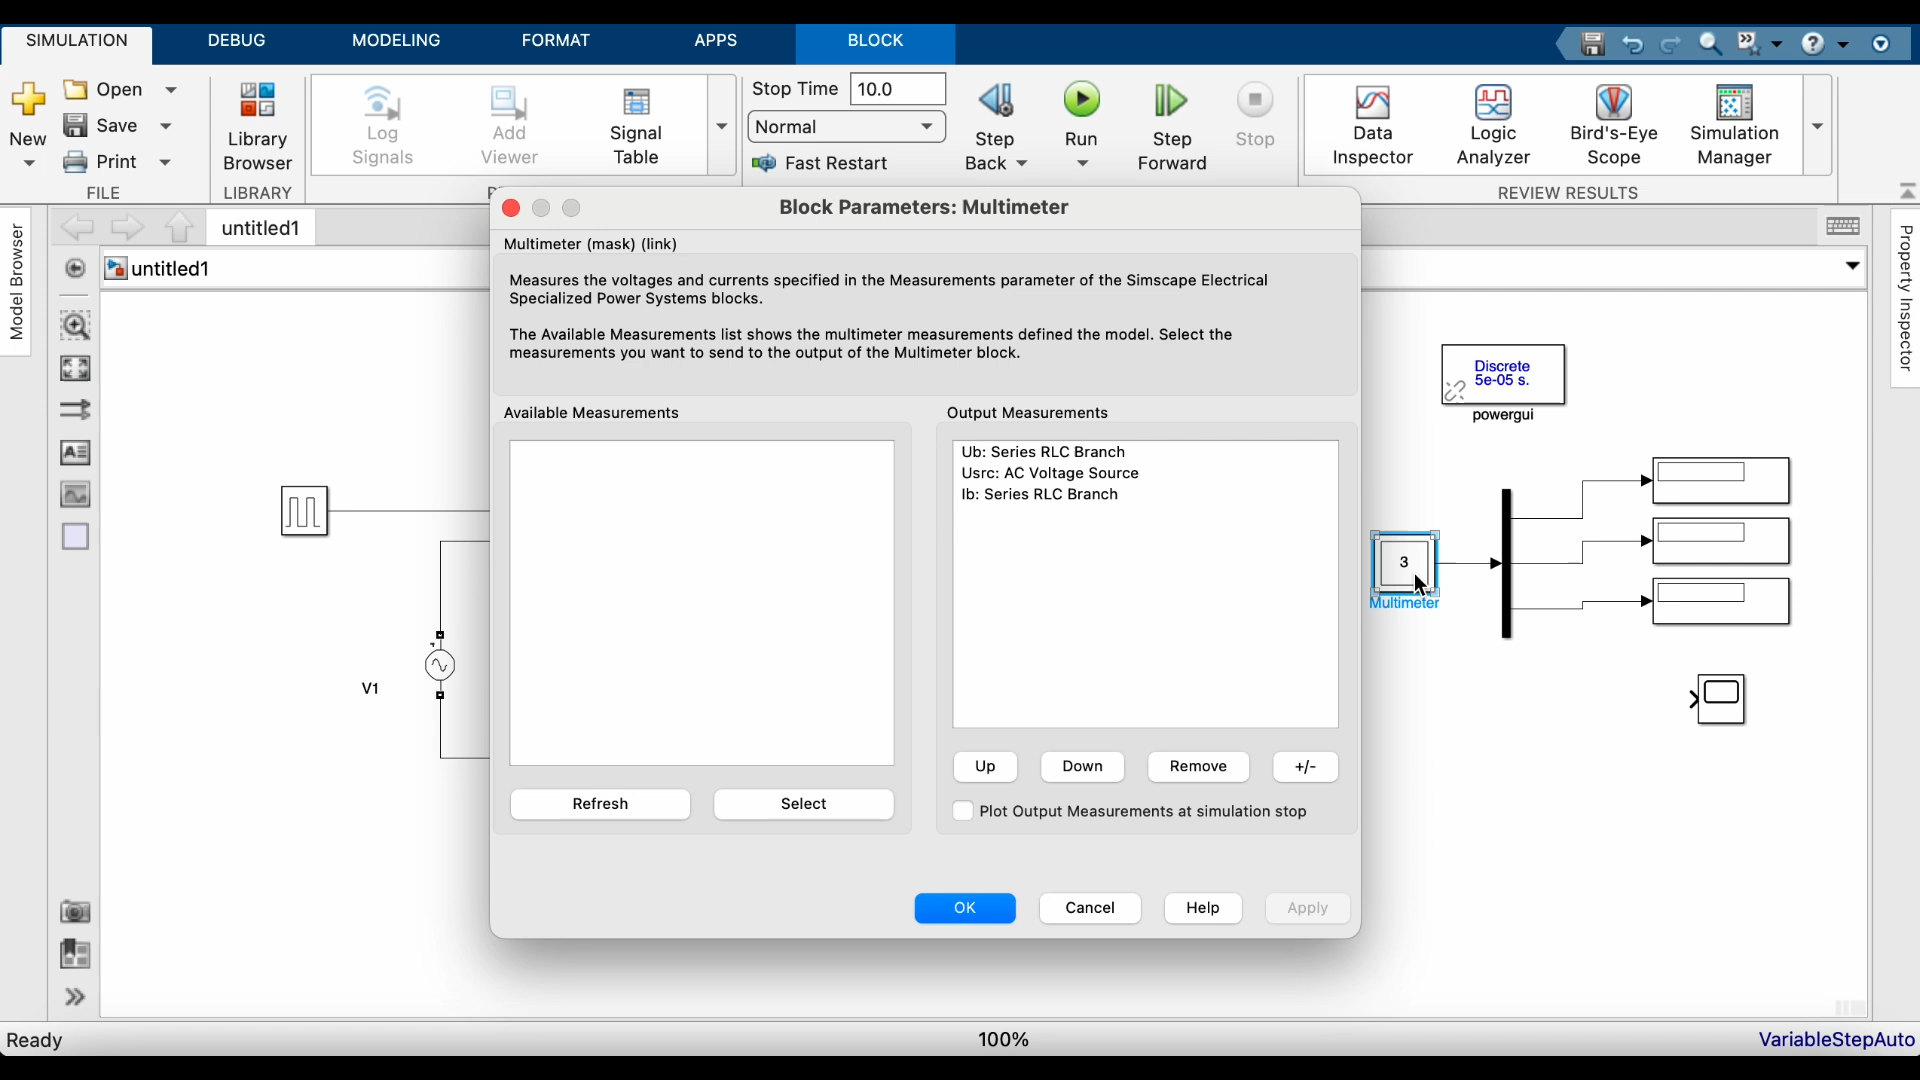 SIMULATION
DEBUG
MODELING
FORMAT
APPS
BLOCK
New
Open
Save
Print
FILE
Library
Browser
LIBRARY
Log
Signals
Add
Viewer
Signal
Table
Stop Time 10.0
Normal
Fast Restart
Step
Back
Run
Step
Forward
Stop
Data
Inspector
Logic
Analyzer
Bird's-Eye
Scope
Simulation
Manager
REVIEW RESULTS
Model Browser
untitled1
untitled1
Property Inspector
Block Parameters: Multimeter
Multimeter (mask) (link)
Measures the voltages and currents specified in the Measurements parameter of the Simscape Electrical
Specialized Power Systems blocks.
The Available Measurements list shows the multimeter measurements defined the model. Select the
measurements you want to send to the output of the Multimeter block.
Available Measurements
Output Measurements
Ub: Series RLC Branch
Usrc: AC Voltage Source
Ib: Series RLC Branch
Up
Down
Remove
+/-
Refresh
Select
Plot Output Measurements at simulation stop
OK
Cancel
Help
Apply
V1
+
Discrete
5e-05 s.
powergui
3
Multimeter
Ready
100%
VariableStepAuto